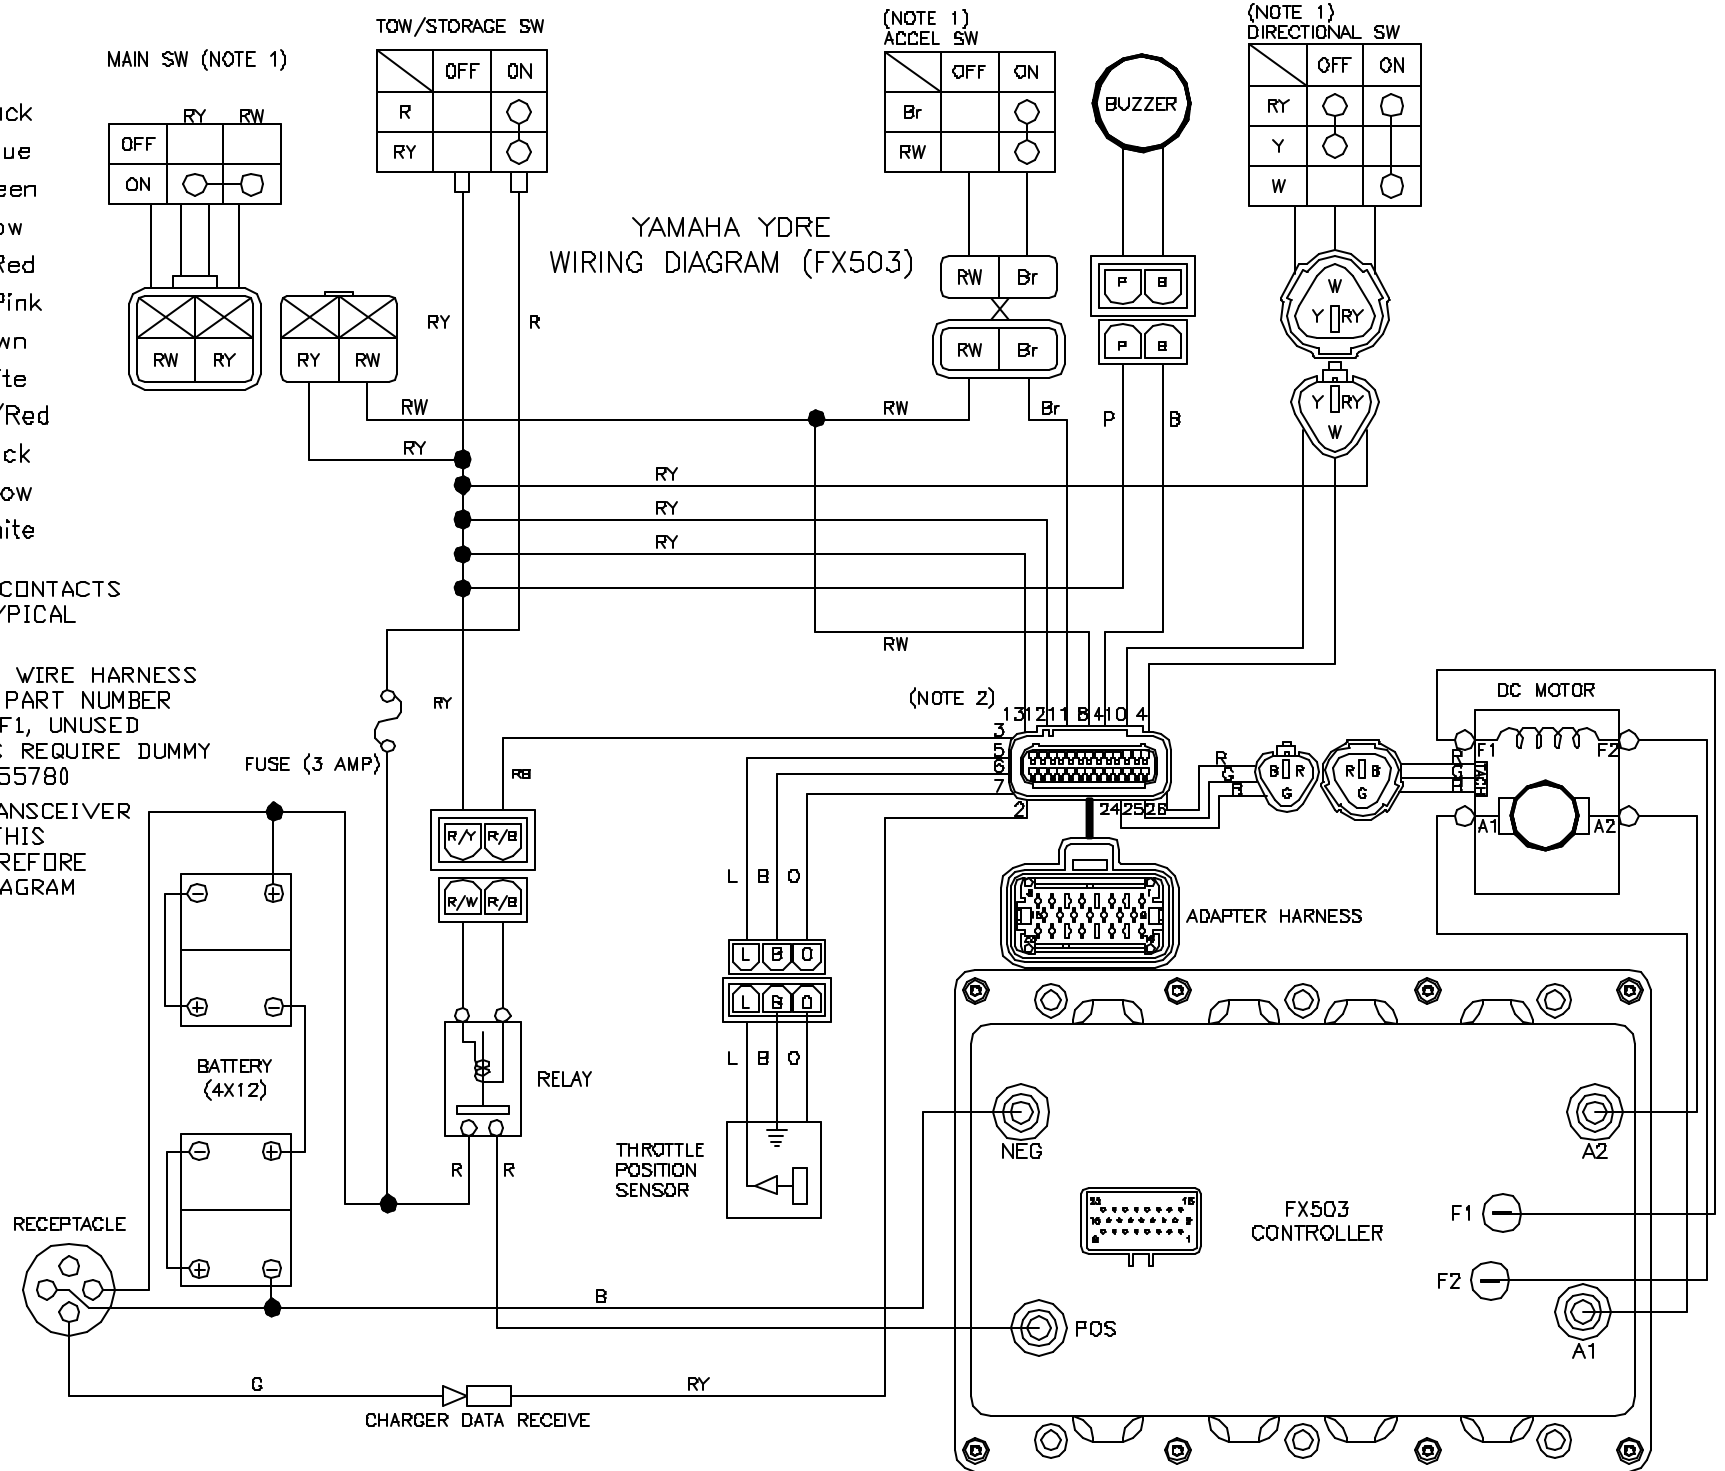 TOW/STORAGE SW
(NOTE 1)
ACCEL SW
(NOTE 1)
DIRECTIONAL SW
MAIN SW (NOTE 1)
OFF ON
R
RY
OFF ON
Br
RW
BUZZER
OFF ON
RY
Y
W
RY RW
OFF
ON
YAMAHA YDRE
WIRING DIAGRAM (FX503)
RW RY
RY RW
RY
R
RW Br
RW Br
P B
P B
W
Y RY
Y RY
W
RW
RW
Br
P
B
RY
RY
RY
RY
CONTACTS
RW
WIRE HARNESS
PART NUMBER
F1, UNUSED
REQUIRE DUMMY
55780
RY
(NOTE 2)
DC MOTOR
FUSE (3 AMP)
13 12 11 8 4 10 4
3
5
6
7
2
24 25 26
RB
R
G
B R
G
R B
G
TACH
F1
F2
A1
A2
R/Y R/B
R/W R/B
L B O
L B O
L B O
L B O
ADAPTER HARNESS
BATTERY
(4X12)
RELAY
R
R
THROTTLE
POSITION
SENSOR
RECEPTACLE
NEG
A2
FX503
CONTROLLER
F1
F2
POS
A1
B
G
RY
CHARGER DATA RECEIVE